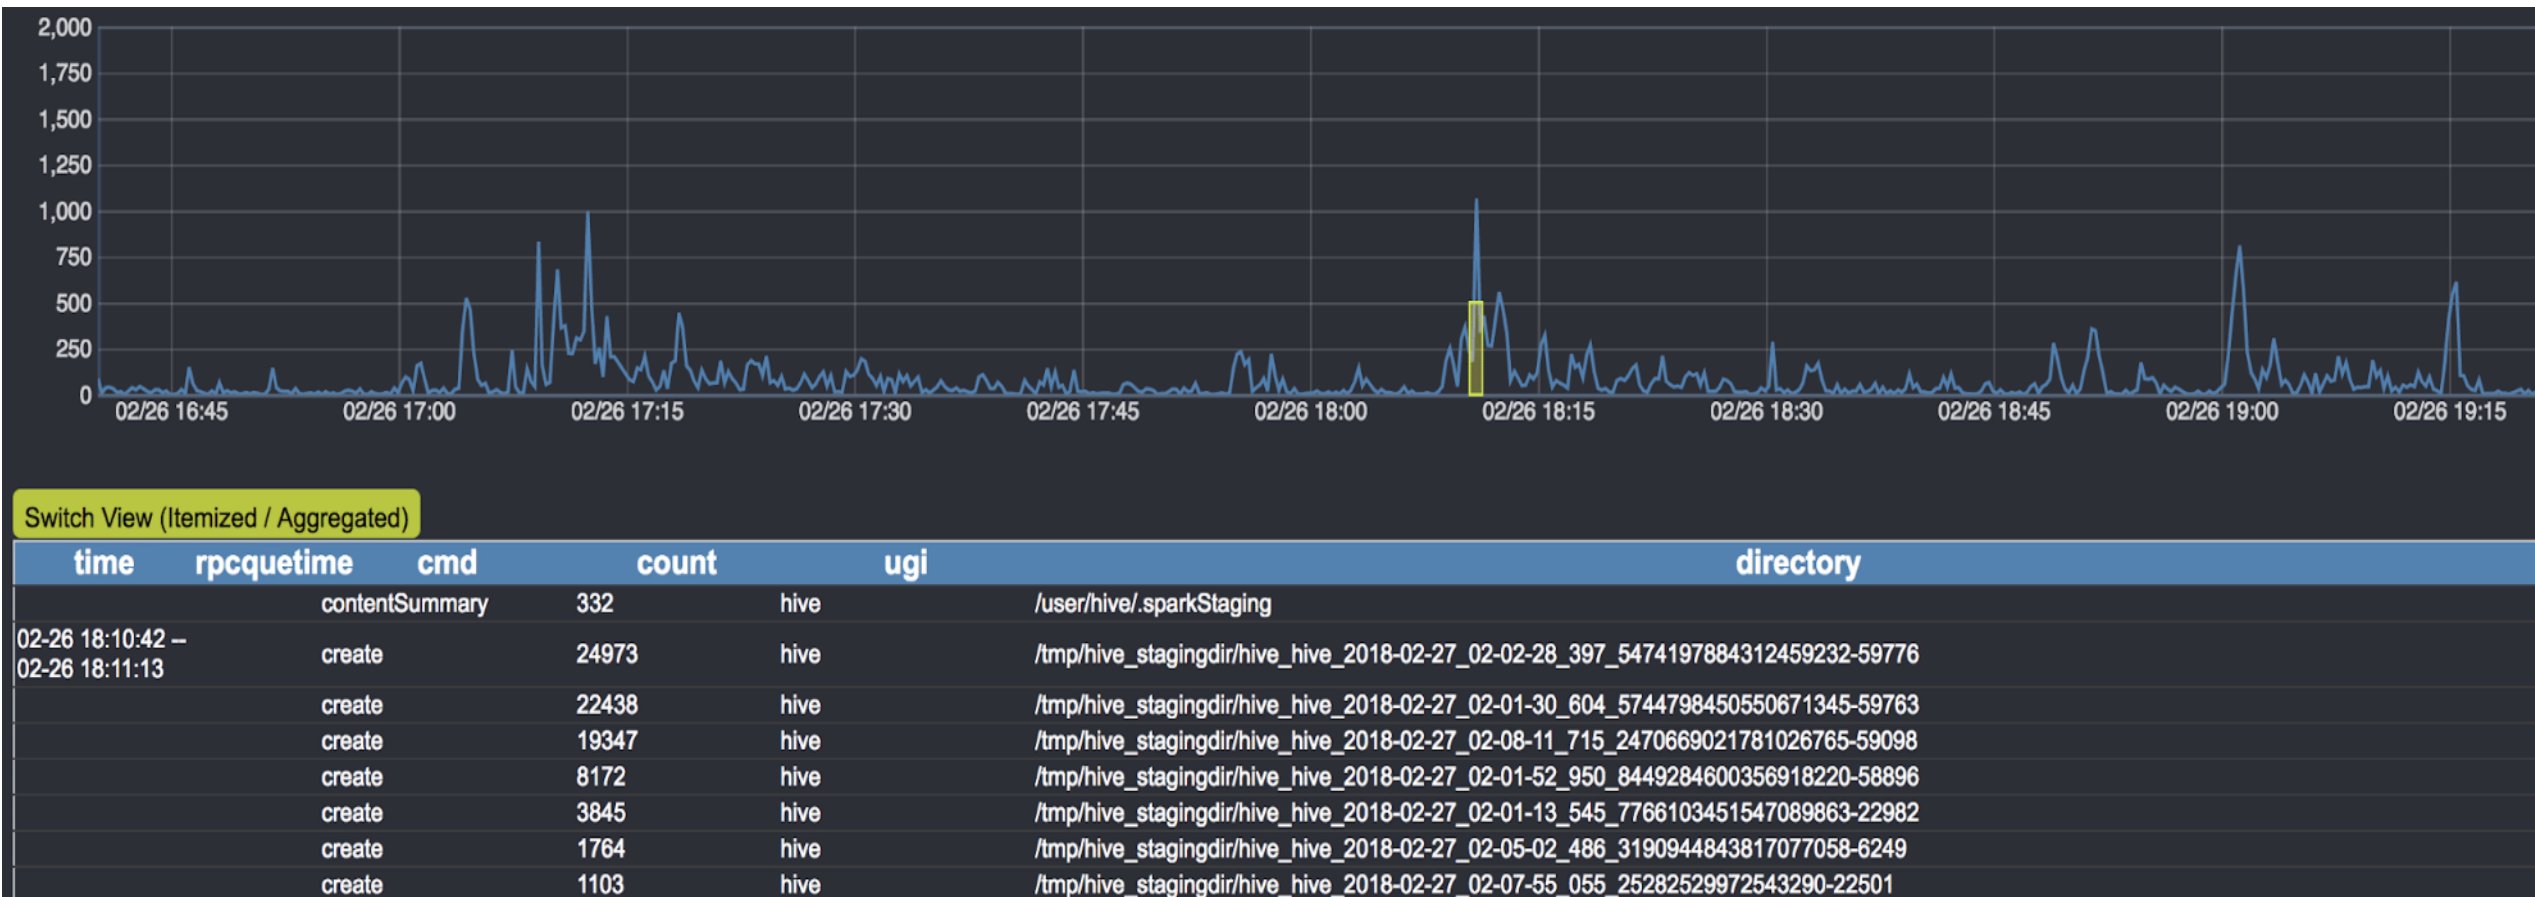 2,000
1,750
1,500
1,250
1,000
750
500
250
0
02/26 16:45 02/26 17:00 02/26 17:15 02/26 17:30 02/26 17:45 02/26 18:00 02/26 18:15 02/26 18:30 02/26 18:45 02/26 19:00 02/26 19:15
Switch View (Itemized / Aggregated)
time rpcquetime cmd count ugi directory
contentSummary 332 hive /user/hive/.sparkStaging
02-26 18:10:42 –
02-26 18:11:13
create 24973 hive /tmp/hive_stagingdir/hive_hive_2018-02-27_02-02-28_397_5474197884312459232-59776
create 22438 hive /tmp/hive_stagingdir/hive_hive_2018-02-27_02-01-30_604_5744798450550671345-59763
create 19347 hive /tmp/hive_stagingdir/hive_hive_2018-02-27_02-08-11_715_2470669021781026765-59098
create 8172 hive /tmp/hive_stagingdir/hive_hive_2018-02-27_02-01-52_950_8449284600356918220-58896
create 3845 hive /tmp/hive_stagingdir/hive_hive_2018-02-27_02-01-13_545_7766103451547089863-22982
create 1764 hive /tmp/hive_stagingdir/hive_hive_2018-02-27_02-05-02_486_3190944843817077058-6249
create 1103 hive /tmp/hive_stagingdir/hive_hive_2018-02-27_02-07-55_055_25282529972543290-22501